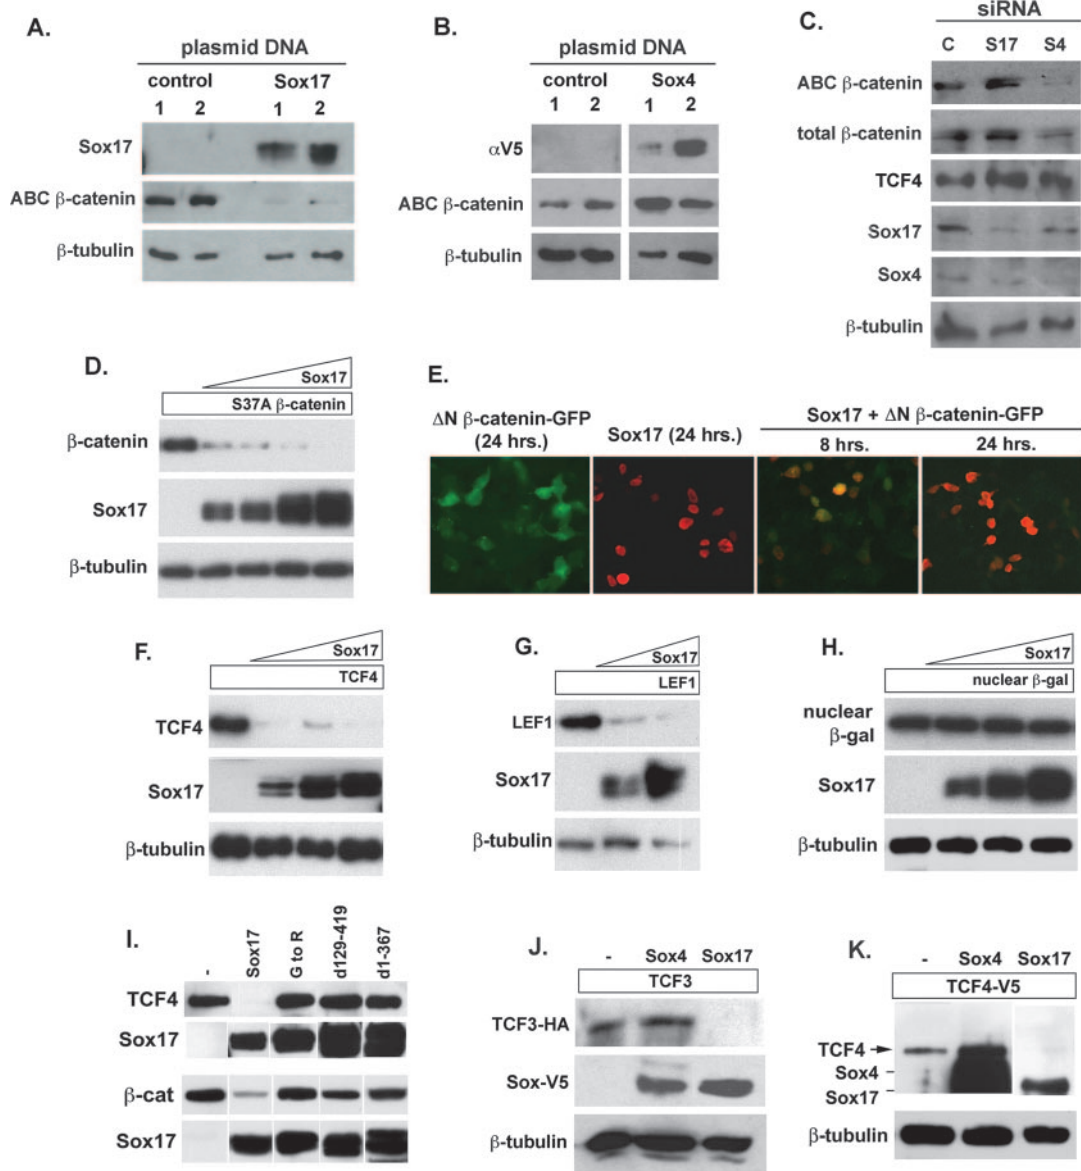 A.
plasmid DNA
control Sox17
1 2 1 2
Sox17
ABC β-catenin
β-tubulin
B.
plasmid DNA
control Sox4
1 2 1 2
αV5
ABC β-catenin
β-tubulin
C.
siRNA
C S17 S4
ABC β-catenin
total β-catenin
TCF4
Sox17
Sox4
β-tubulin
D.
Sox17
S37A β-catenin
β-catenin
Sox17
β-tubulin
E.
ΔN β-catenin-GFP
(24 hrs.)
Sox17 (24 hrs.)
Sox17 + ΔN β-catenin-GFP
8 hrs. 24 hrs.
F.
Sox17
TCF4
TCF4
Sox17
β-tubulin
G.
Sox17
LEF1
LEF1
Sox17
β-tubulin
H.
Sox17
nuclear β-gal
nuclear
β-gal
Sox17
β-tubulin
I.
- Sox17 G to R d129-419 d1-367
TCF4
Sox17
β-cat
Sox17
J.
- Sox4 Sox17
TCF3
TCF3-HA
Sox-V5
β-tubulin
K.
- Sox4 Sox17
TCF4-V5
TCF4
Sox4
Sox17
β-tubulin